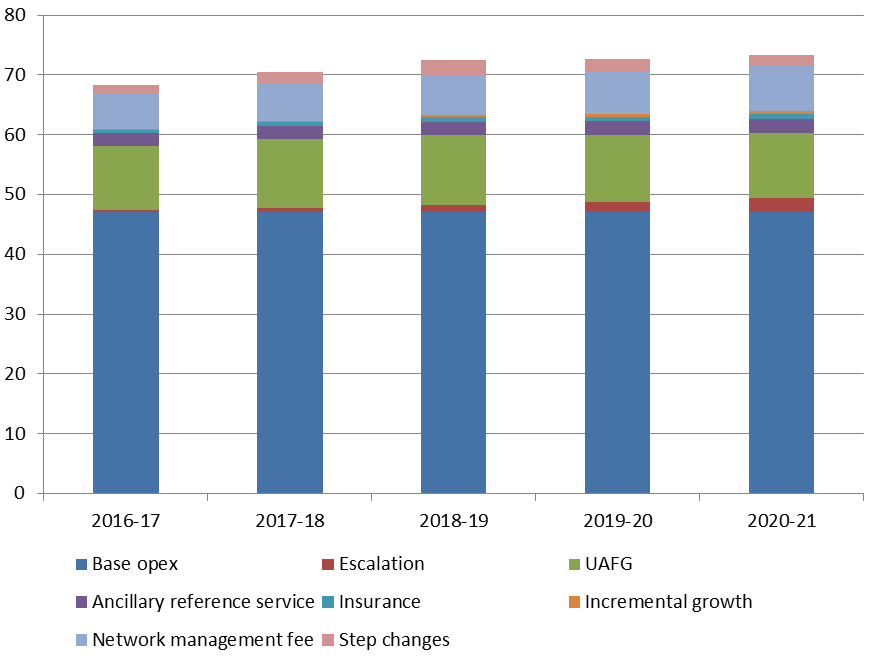 80
70
60
50
40
30
20
10
0
2016-17 2017-18 2018-19 2019-20 2020-21
Base opex Escalation UAFG
Ancillary reference service Insurance Incremental growth
Network management fee Step changes